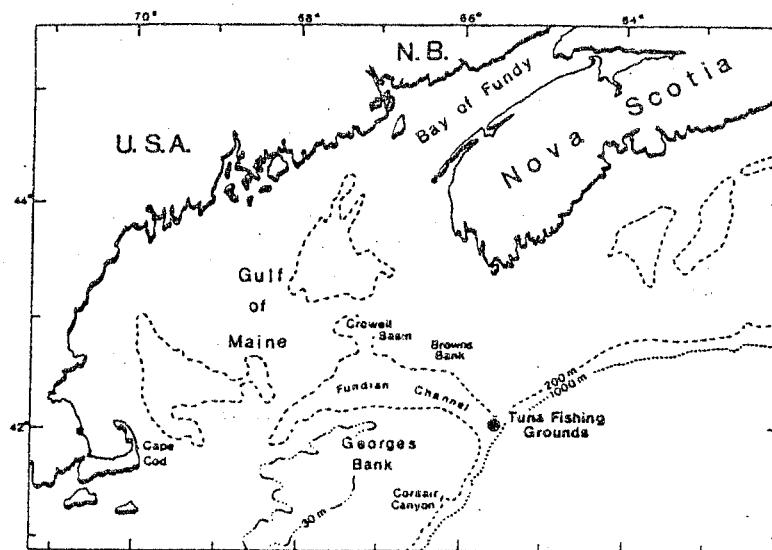 70°
68°
66°
64°
N.B.
Bay of Fundy
Nova Scotia
U.S.A.
44°
Gulf
of
Maine
Crowell
Basin
Browns
Bank
Fundian Channel
200 m
1000 m
Tuna Fishing
Grounds
42°
Cape
Cod
Georges
Bank
Corsair
Canyon
30 m